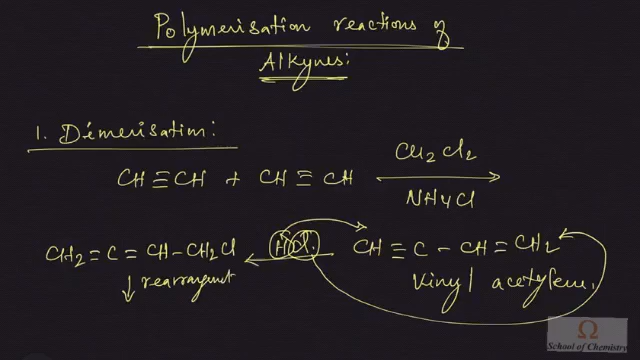 Polymerisation reactions of
Alkynes:
1. Dimerisation:
CH≡CH + CH≡CH
Cu2Cl2
NH4Cl
CH2=C=CH-CH2Cl
HCl.
CH≡C-CH=CH2
↓ rearrangmet
Vinyl acetylene.
Ω
School of Chemistry